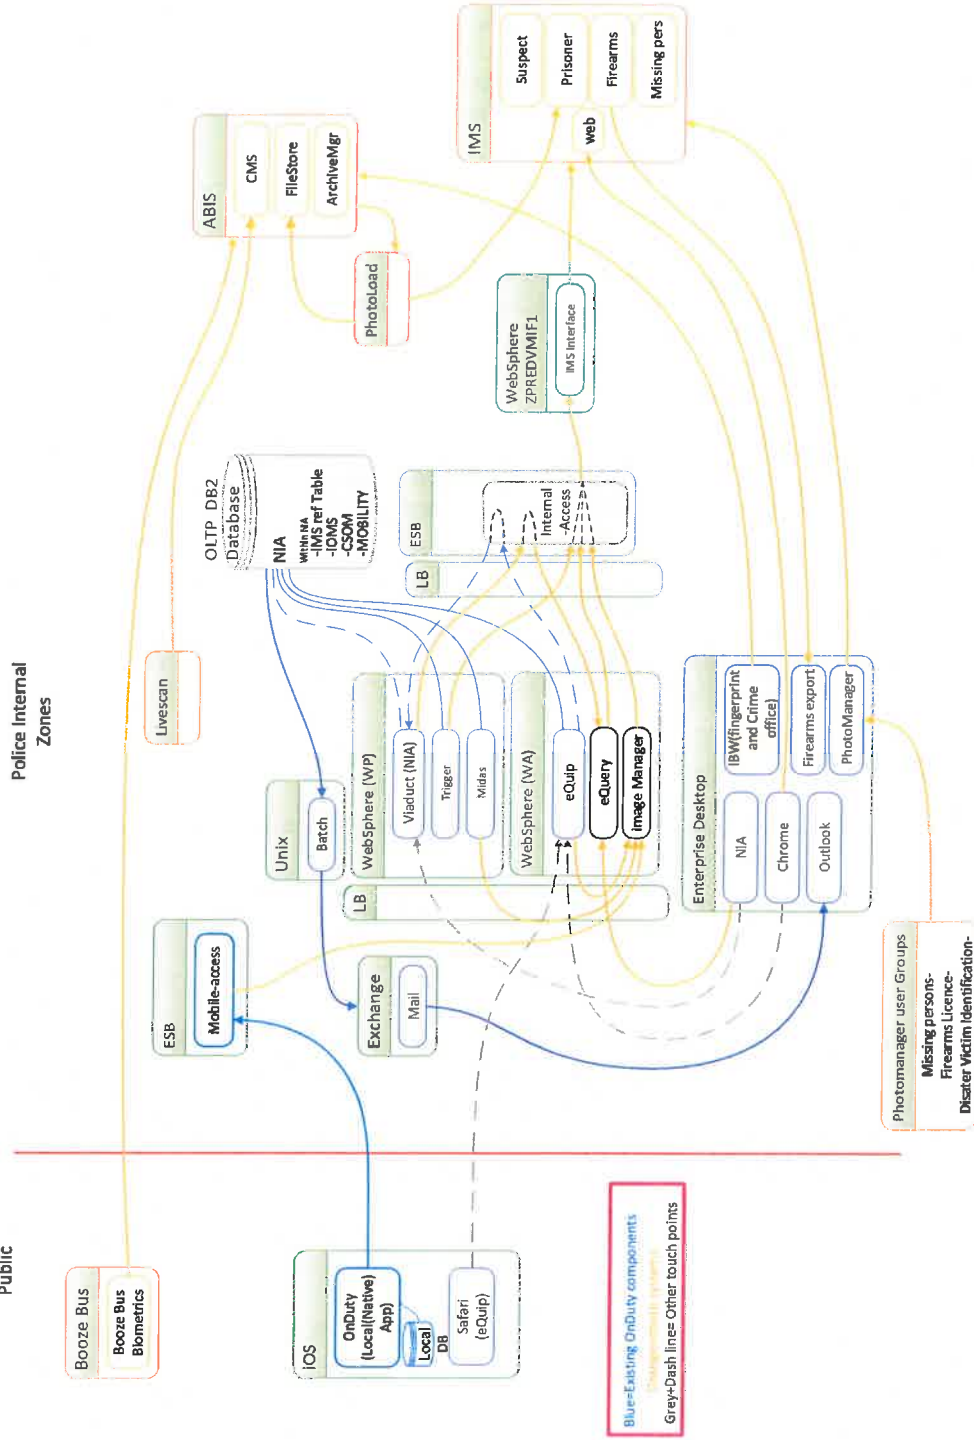 Public
Police Internal
Zones
Booze Bus
Booze Bus
Biometrics
iOS
OnDuty
(Local(Native)
App)
Local
DB
Safari
(eQuip)
Blue=Existing OnDuty components
Grey+Dash line= Other touch points
ESB
Mobile-access
Exchange
Mail
Photomanager user Groups
Missing persons-
Firearms Licence-
Disater Victim Identification-
Unix
Batch
LB
WebSphere (WP)
Viaduct (NIA)
Trigger
Midas
WebSphere (WA)
eQuip
eQuery
image Manager
Enterprise Desktop
NIA
Chrome
Outlook
IBW(fingerprint
and Crime
office)
Firearms export
PhotoManager
Livescan
OLTP DB2
Database
NIA
Within NIA
-IMS ref Table
-IOMS
-CSOM
-MOBILITY
LB
ESB
Internal
-Access
WebSphere
ZPREDVMIF1
IMS Interface
PhotoLoad
ABIS
CMS
FileStore
ArchiveMgr
IMS
web
Suspect
Prisoner
Firearms
Missing pers